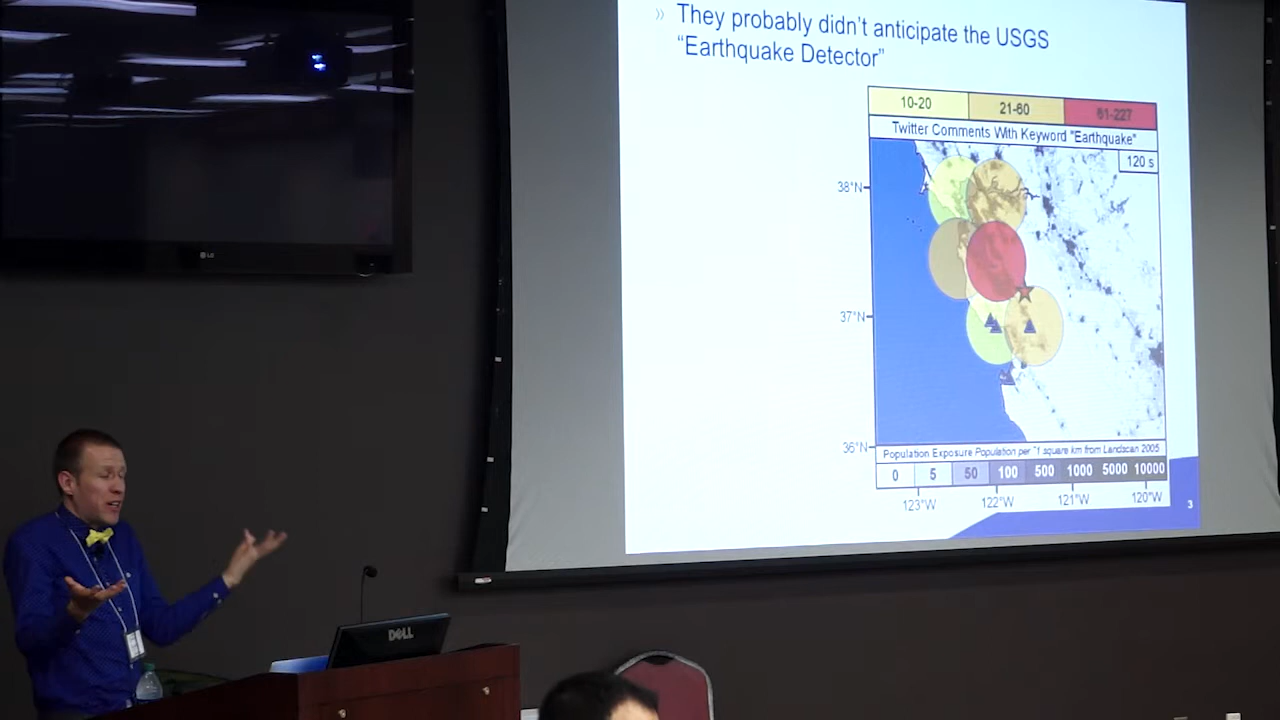 » They probably didn't anticipate the USGS
"Earthquake Detector"
10-20 21-60 61-227
Twitter Comments With Keyword "Earthquake"
120 s
38°N
37°N
36°N
Population Exposure Population per ~1 square km from Landscan 2005
0 5 50 100 500 1000 5000 10000
123°W 122°W 121°W 120°W
3
LG
DELL